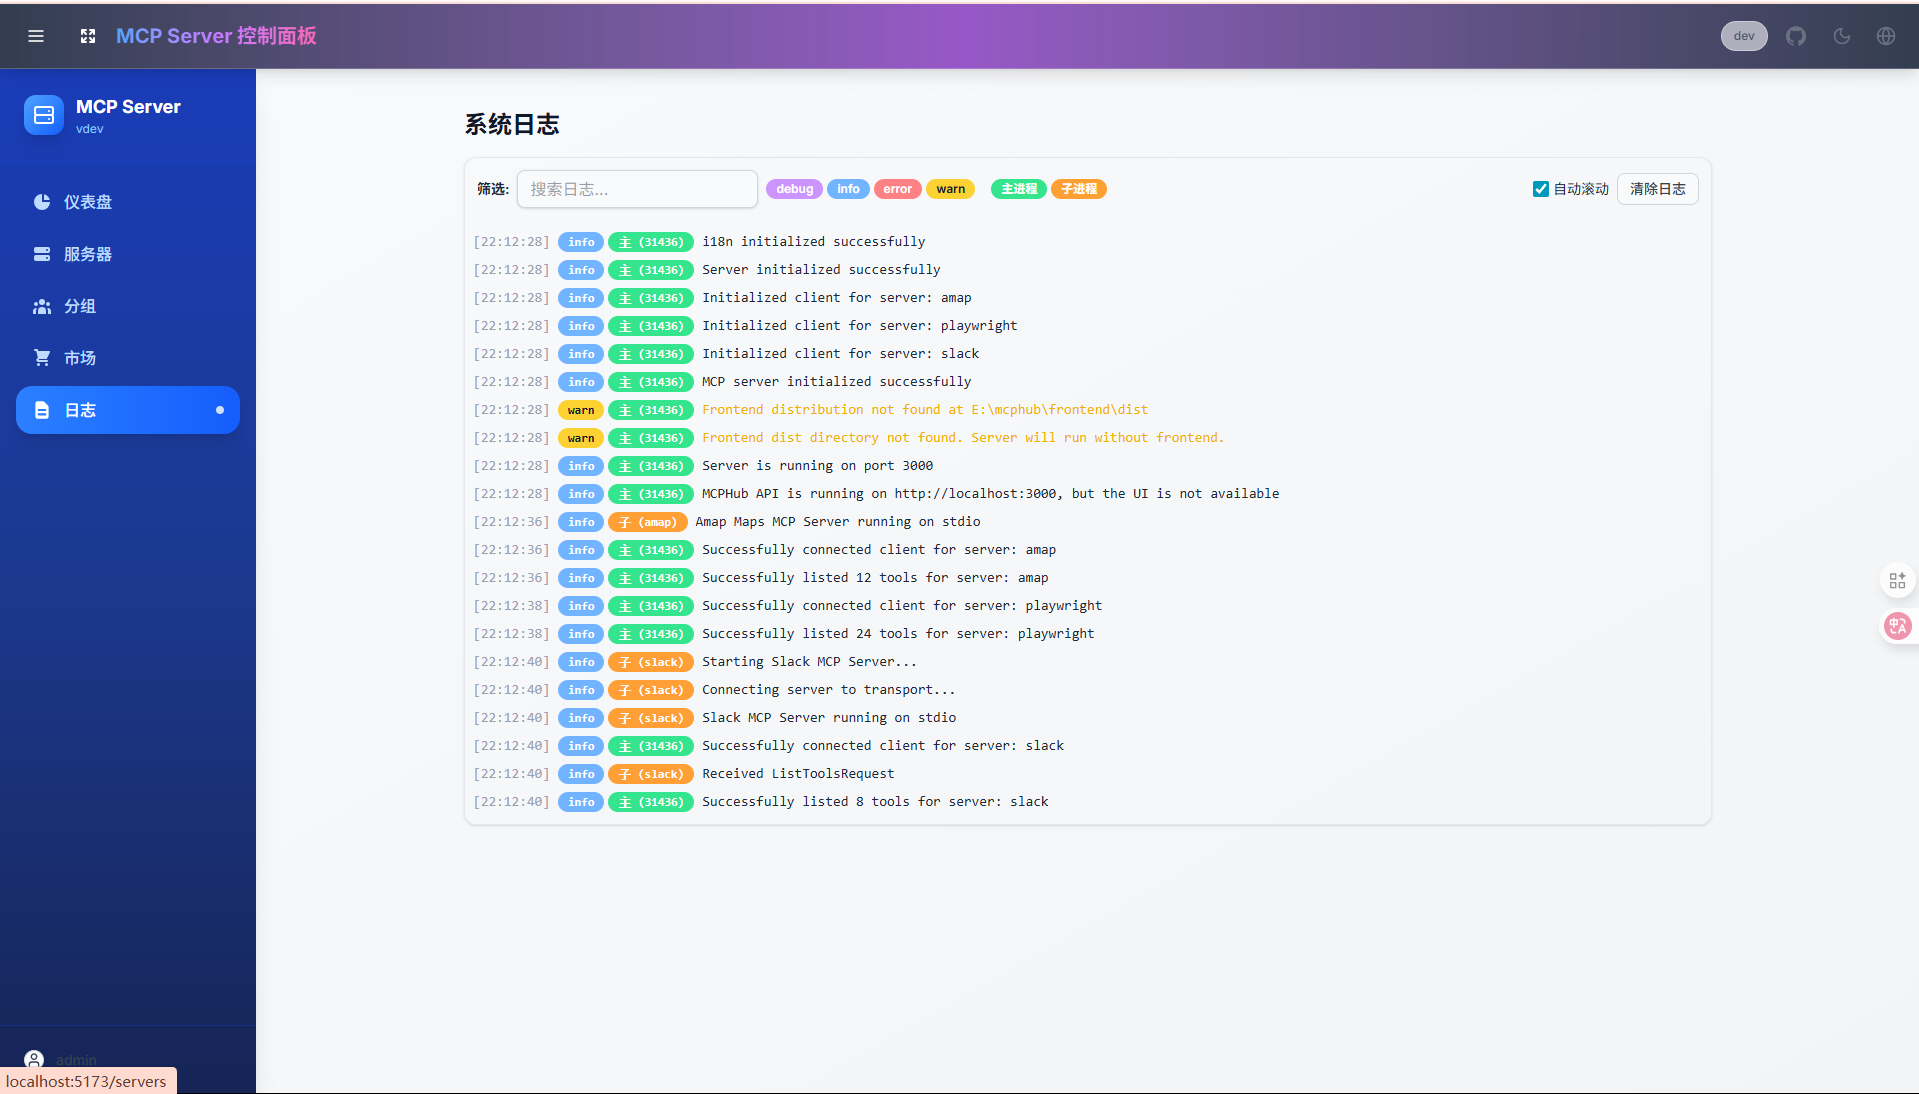 MCP Server 控制面板
dev
MCP Server
vdev
仪表盘
服务器
分组
市场
日志
系统日志
筛选:
搜索日志...
debug info error warn 主进程 子进程
自动滚动 清除日志
[22:12:28] info 主 (31436) i18n initialized successfully
[22:12:28] info 主 (31436) Server initialized successfully
[22:12:28] info 主 (31436) Initialized client for server: amap
[22:12:28] info 主 (31436) Initialized client for server: playwright
[22:12:28] info 主 (31436) Initialized client for server: slack
[22:12:28] info 主 (31436) MCP server initialized successfully
[22:12:28] warn 主 (31436) Frontend distribution not found at E:\mcphub\frontend\dist
[22:12:28] warn 主 (31436) Frontend dist directory not found. Server will run without frontend.
[22:12:28] info 主 (31436) Server is running on port 3000
[22:12:28] info 主 (31436) MCPHub API is running on http://localhost:3000, but the UI is not available
[22:12:36] info 子 (amap) Amap Maps MCP Server running on stdio
[22:12:36] info 主 (31436) Successfully connected client for server: amap
[22:12:36] info 主 (31436) Successfully listed 12 tools for server: amap
[22:12:38] info 主 (31436) Successfully connected client for server: playwright
[22:12:38] info 主 (31436) Successfully listed 24 tools for server: playwright
[22:12:40] info 子 (slack) Starting Slack MCP Server...
[22:12:40] info 子 (slack) Connecting server to transport...
[22:12:40] info 子 (slack) Slack MCP Server running on stdio
[22:12:40] info 主 (31436) Successfully connected client for server: slack
[22:12:40] info 子 (slack) Received ListToolsRequest
[22:12:40] info 主 (31436) Successfully listed 8 tools for server: slack
admin
localhost:5173/servers
中A